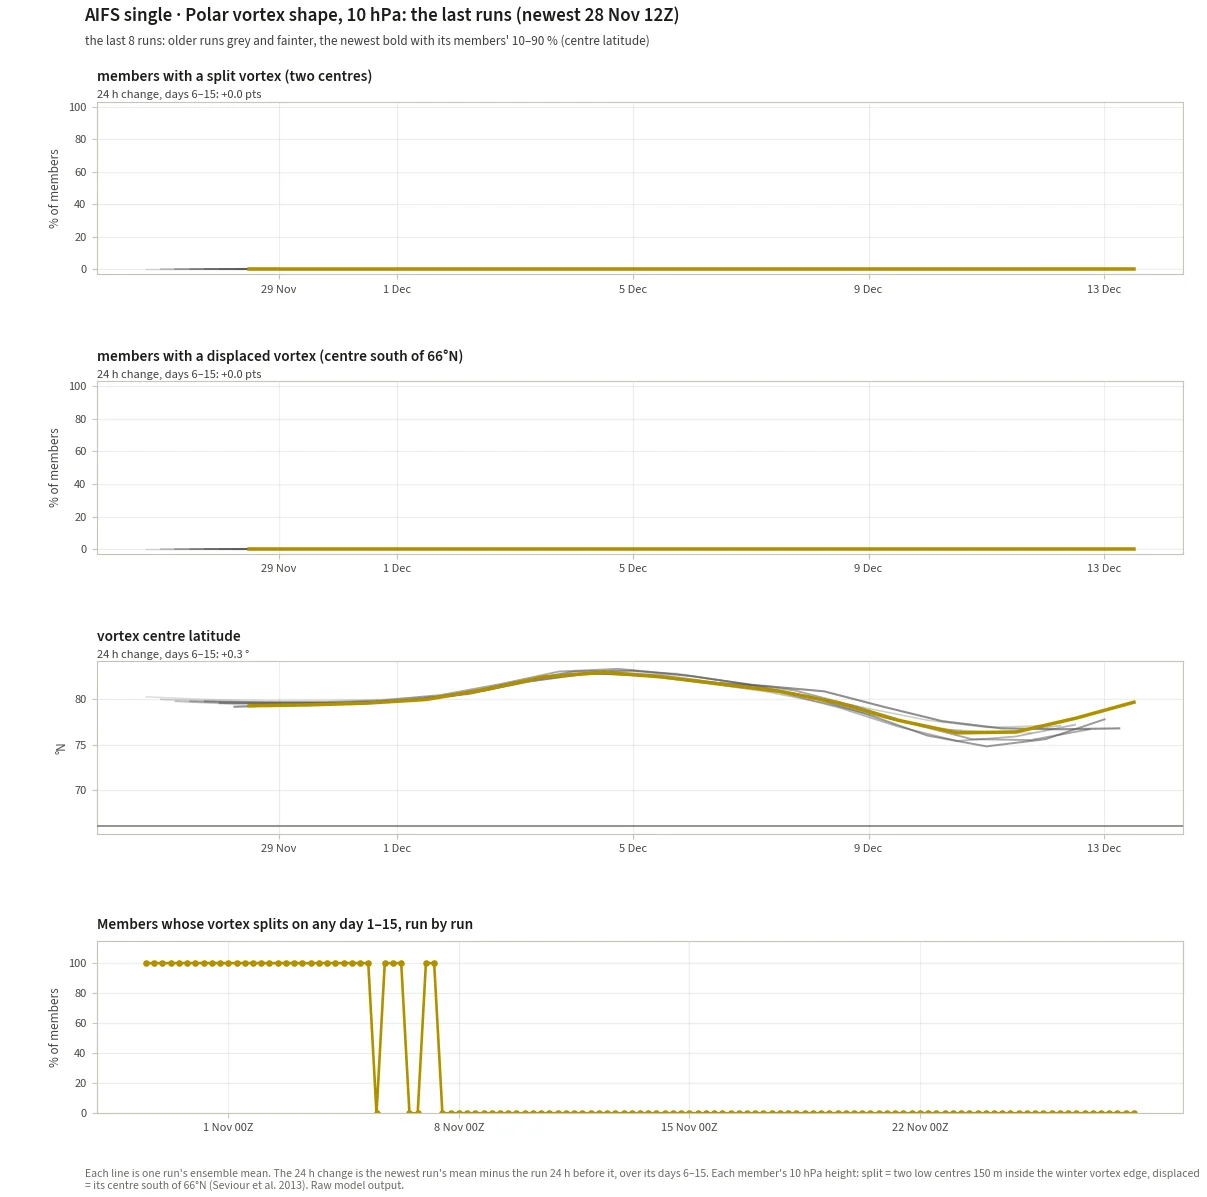 AIFS single · Polar vortex shape, 10 hPa: the last runs (newest 28 Nov 12Z)
the last 8 runs: older runs grey and fainter, the newest bold with its members' 10–90 % (centre latitude)
members with a split vortex (two centres)
24 h change, days 6–15: +0.0 pts
100
80
60
40
20
0
% of members
29 Nov
1 Dec
5 Dec
9 Dec
13 Dec
members with a displaced vortex (centre south of 66°N)
24 h change, days 6–15: +0.0 pts
100
80
60
40
20
0
% of members
29 Nov
1 Dec
5 Dec
9 Dec
13 Dec
vortex centre latitude
24 h change, days 6–15: +0.3 °
80
75
70
°N
29 Nov
1 Dec
5 Dec
9 Dec
13 Dec
Members whose vortex splits on any day 1–15, run by run
100
80
60
40
20
0
% of members
1 Nov 00Z
8 Nov 00Z
15 Nov 00Z
22 Nov 00Z
Each line is one run's ensemble mean. The 24 h change is the newest run's mean minus the run 24 h before it, over its days 6–15. Each member's 10 hPa height: split = two low centres 150 m inside the winter vortex edge, displaced
= its centre south of 66°N (Seviour et al. 2013). Raw model output.